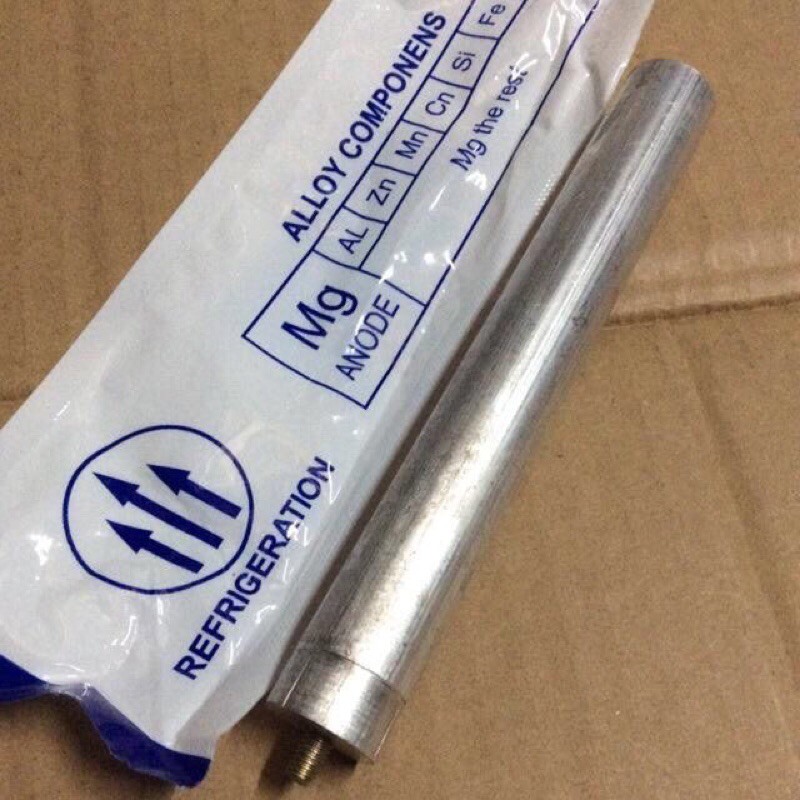 ALLOY COMPONENS
Mg
ANODE
AL Zn Mn Cn Si Fe
Mg the rest
REFRIGERATION